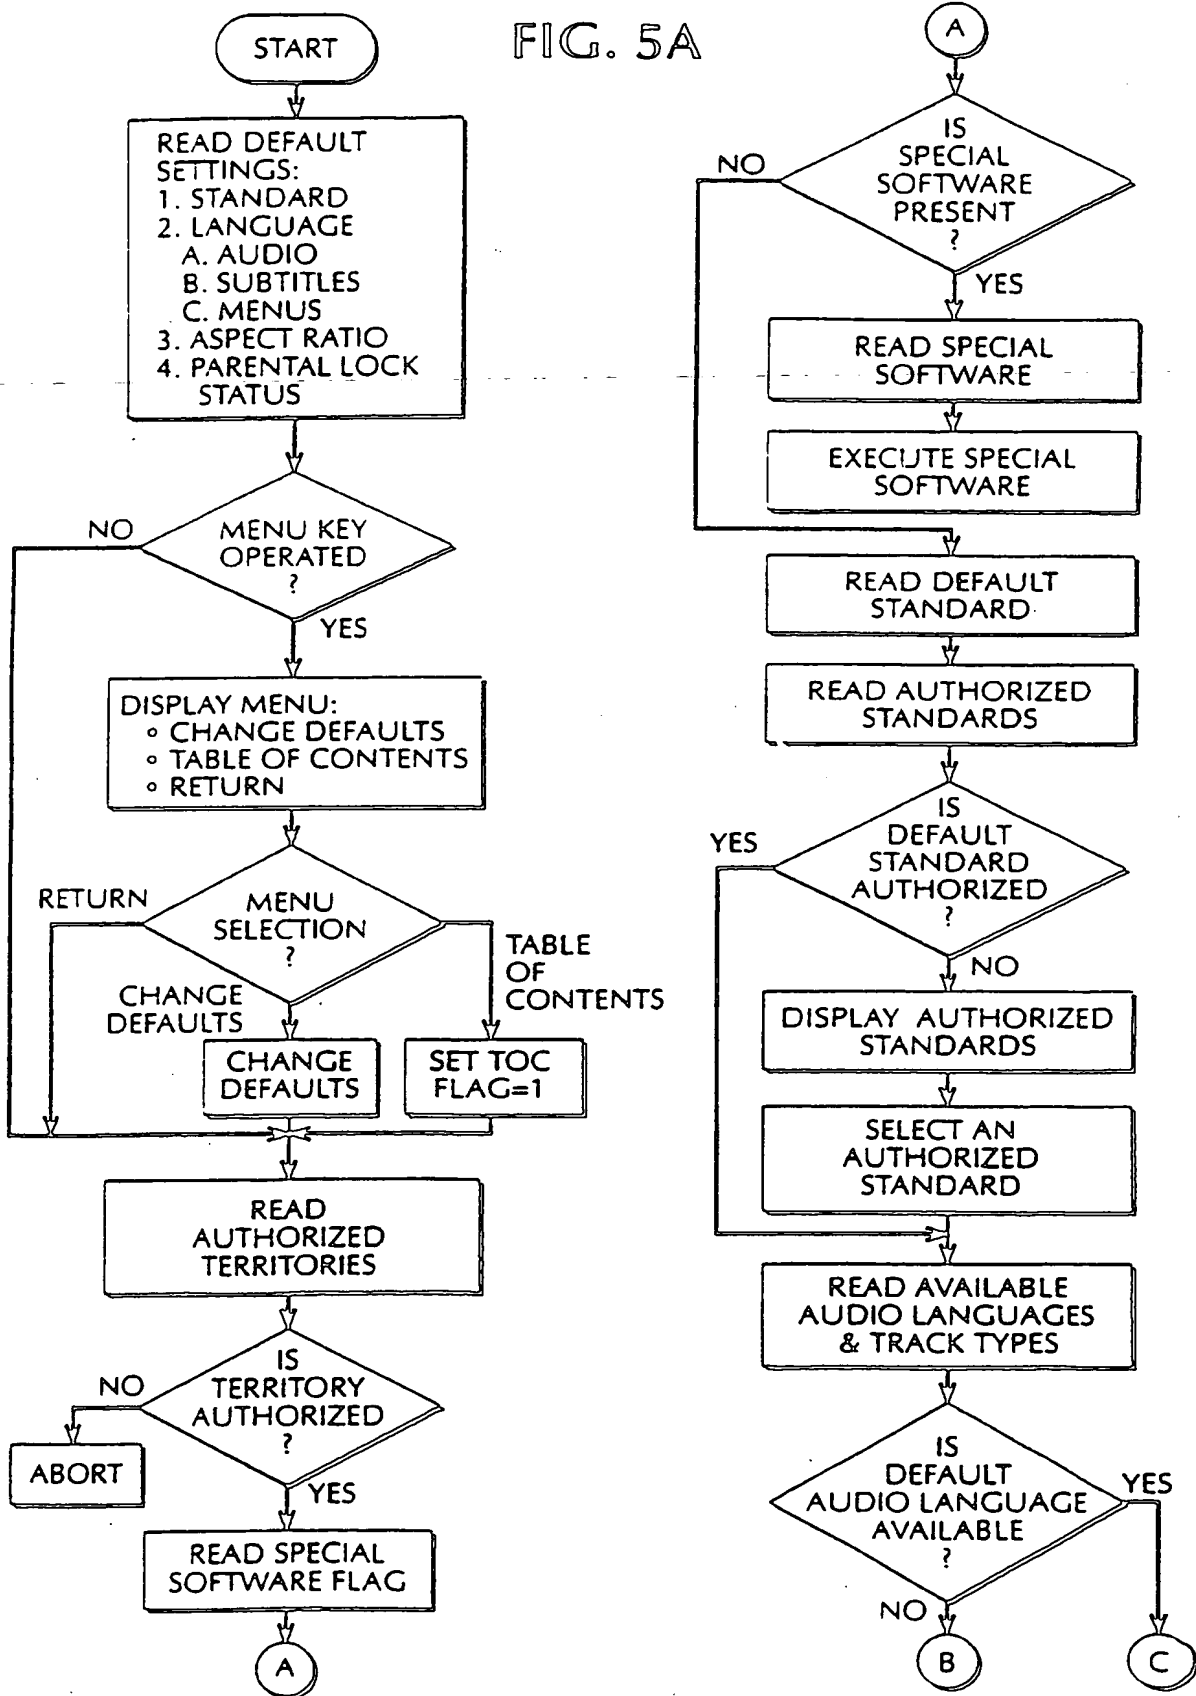 FIG. 5A
START
READ DEFAULT
SETTINGS:
1. STANDARD
2. LANGUAGE
A. AUDIO
B. SUBTITLES
C. MENUS
3. ASPECT RATIO
4. PARENTAL LOCK
STATUS
NO
MENU KEY
OPERATED
?
YES
DISPLAY MENU:
∘ CHANGE DEFAULTS
∘ TABLE OF CONTENTS
∘ RETURN
RETURN
MENU
SELECTION
?
TABLE
OF
CONTENTS
CHANGE
DEFAULTS
CHANGE
DEFAULTS
SET TOC
FLAG=1
READ
AUTHORIZED
TERRITORIES
NO
IS
TERRITORY
AUTHORIZED
?
ABORT
YES
READ SPECIAL
SOFTWARE FLAG
A
A
NO
IS
SPECIAL
SOFTWARE
PRESENT
?
YES
READ SPECIAL
SOFTWARE
EXECUTE SPECIAL
SOFTWARE
READ DEFAULT
STANDARD
READ AUTHORIZED
STANDARDS
YES
IS
DEFAULT
STANDARD
AUTHORIZED
?
NO
DISPLAY AUTHORIZED
STANDARDS
SELECT AN
AUTHORIZED
STANDARD
READ AVAILABLE
AUDIO LANGUAGES
& TRACK TYPES
IS
DEFAULT
AUDIO LANGUAGE
AVAILABLE
?
YES
NO
B
C